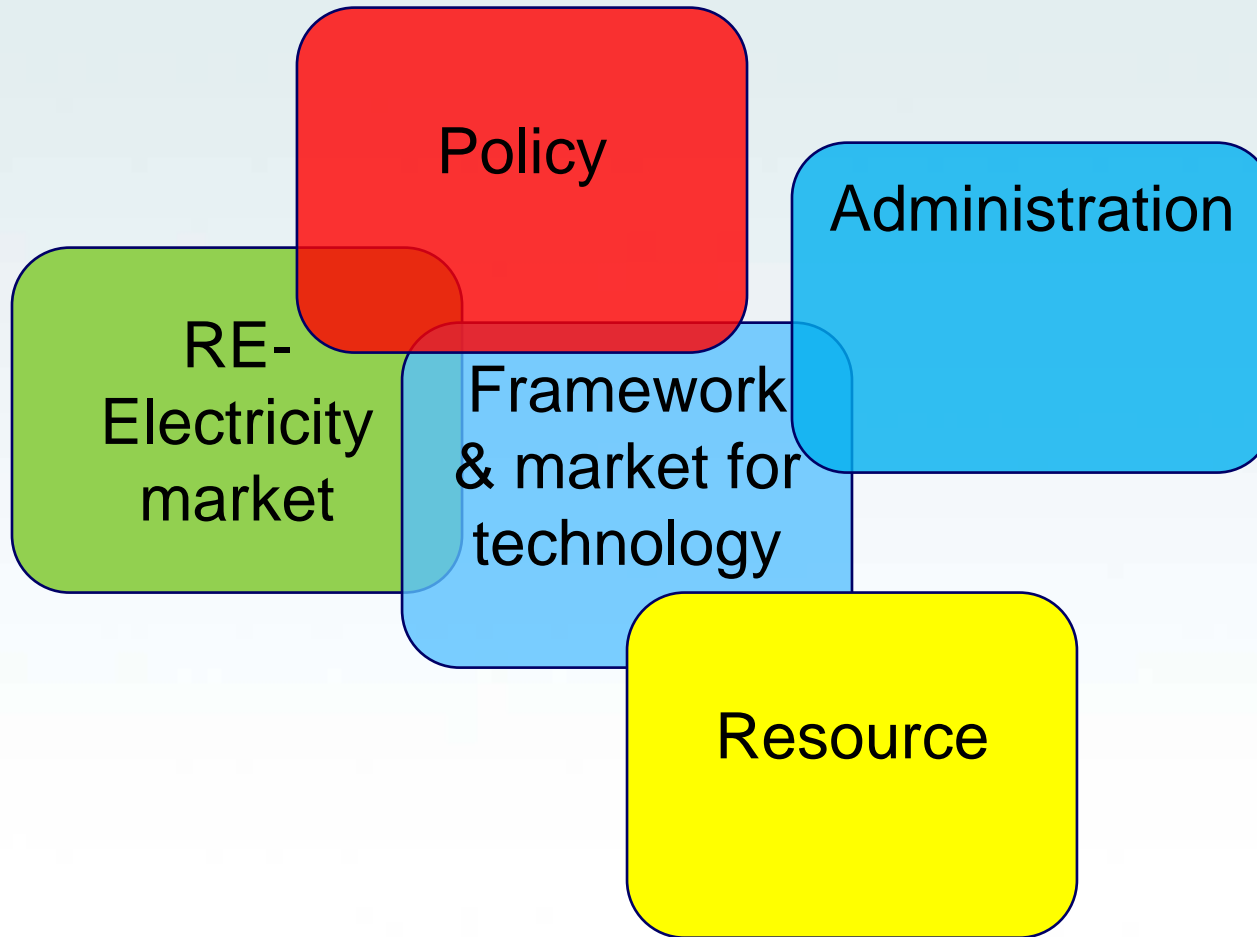 Policy
Administration
RE-
Electricity
market
Framework
& market for
technology
Resource